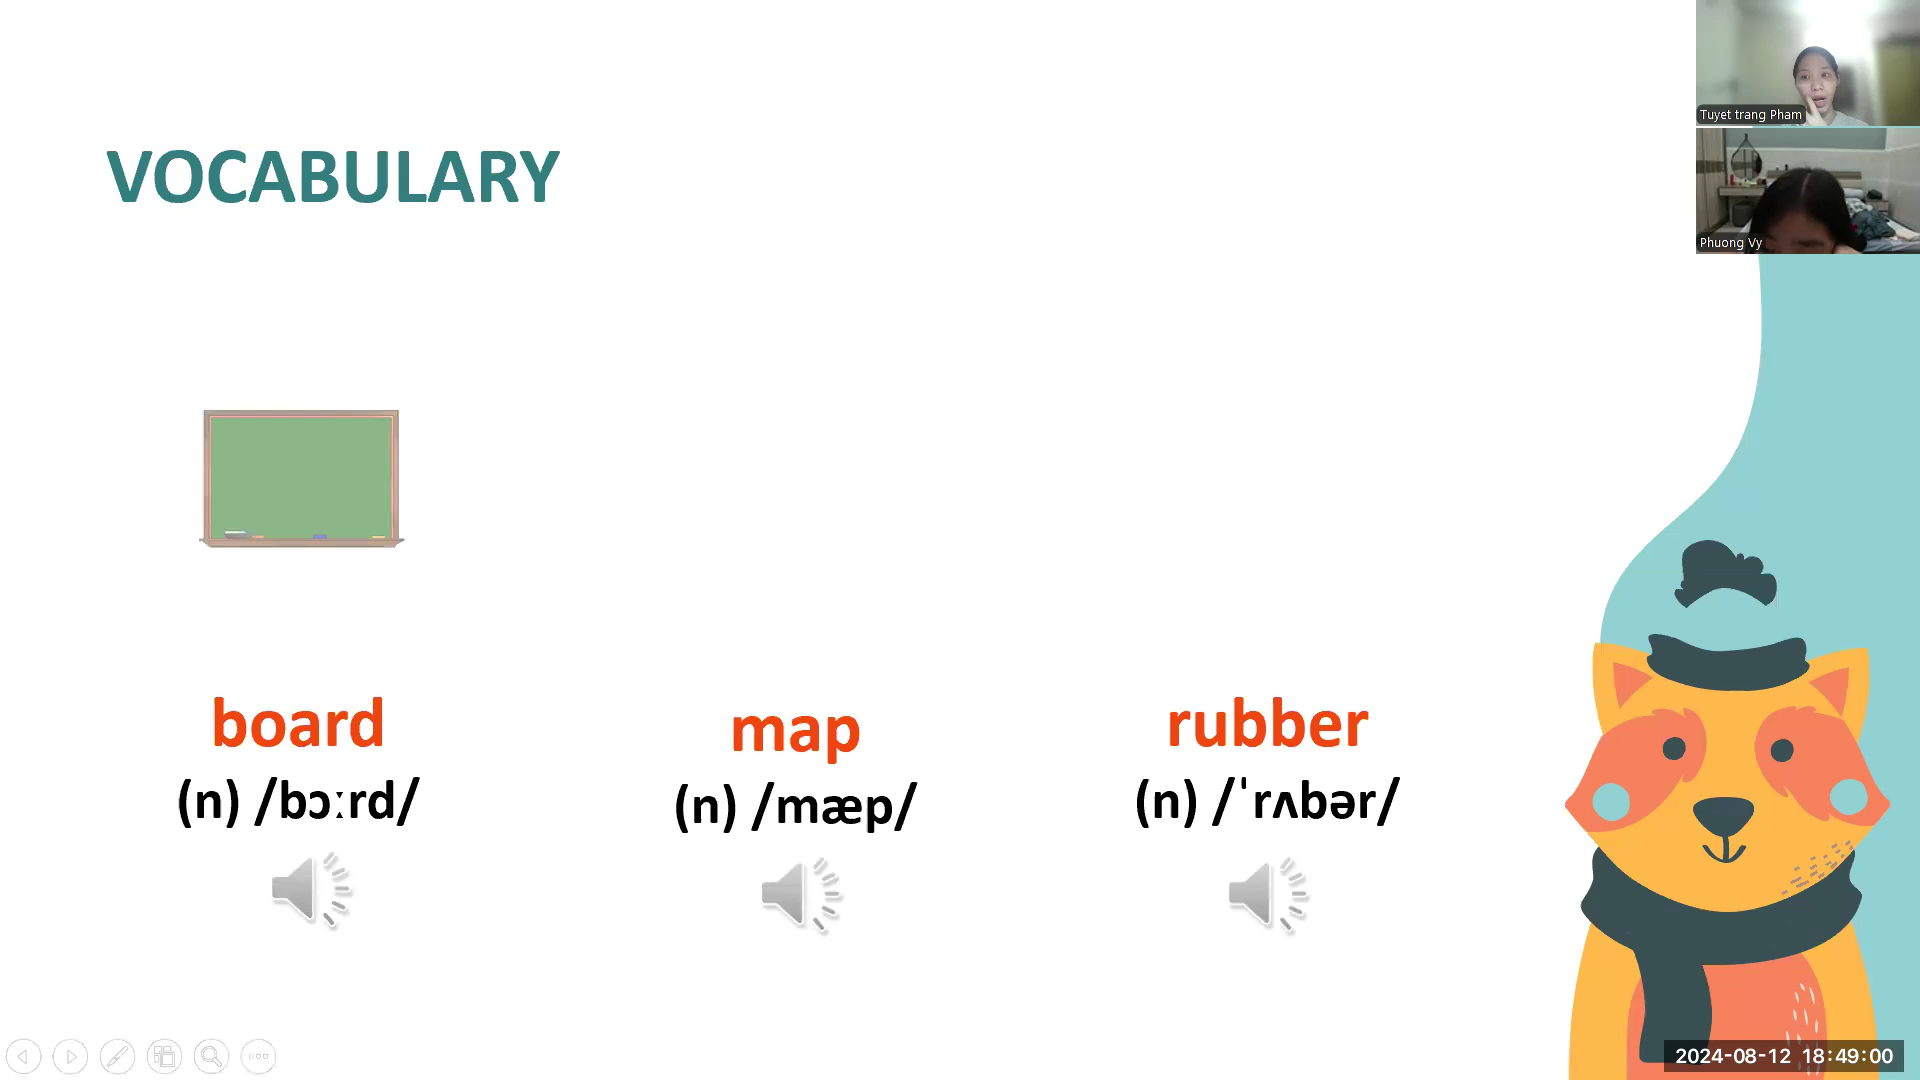 Tuyet trang Pham
Phuong Vy
VOCABULARY
board
(n) /bɔːrd/
map
(n) /mæp/
rubber
(n) /ˈrʌbər/
2024-08-12 18:49:00